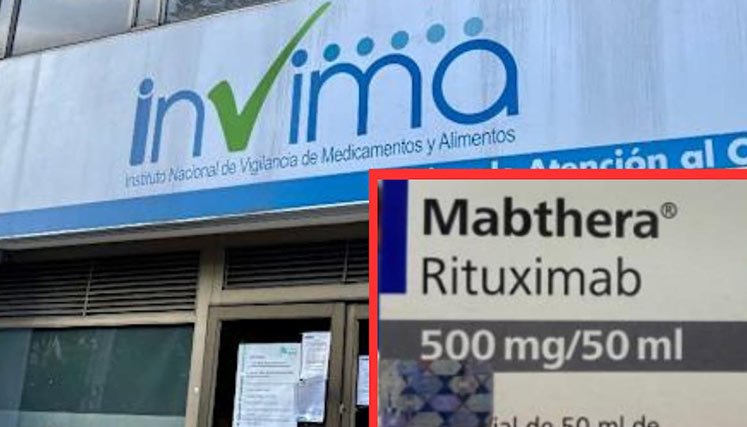 invima
Instituto Nacional de Vigilancia de Medicamentos y Alimentos
de Atención al C
Mabthera®
Rituximab
500 mg/50 ml
ial de 50 ml de